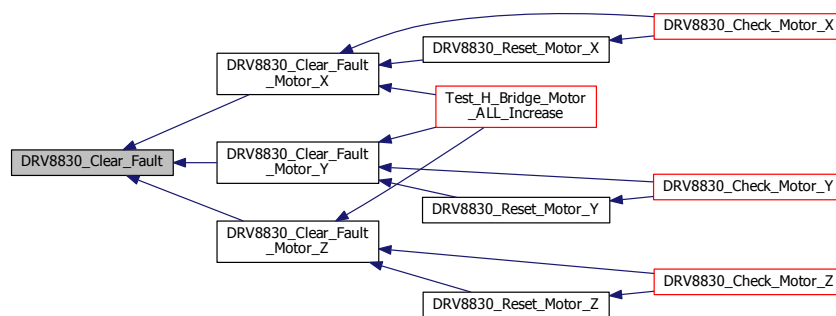 DRV8830_Clear_Fault
DRV8830_Clear_Fault
_Motor_X
DRV8830_Clear_Fault
_Motor_Y
DRV8830_Clear_Fault
_Motor_Z
DRV8830_Reset_Motor_X
Test_H_Bridge_Motor
_ALL_Increase
DRV8830_Reset_Motor_Y
DRV8830_Reset_Motor_Z
DRV8830_Check_Motor_X
DRV8830_Check_Motor_Y
DRV8830_Check_Motor_Z